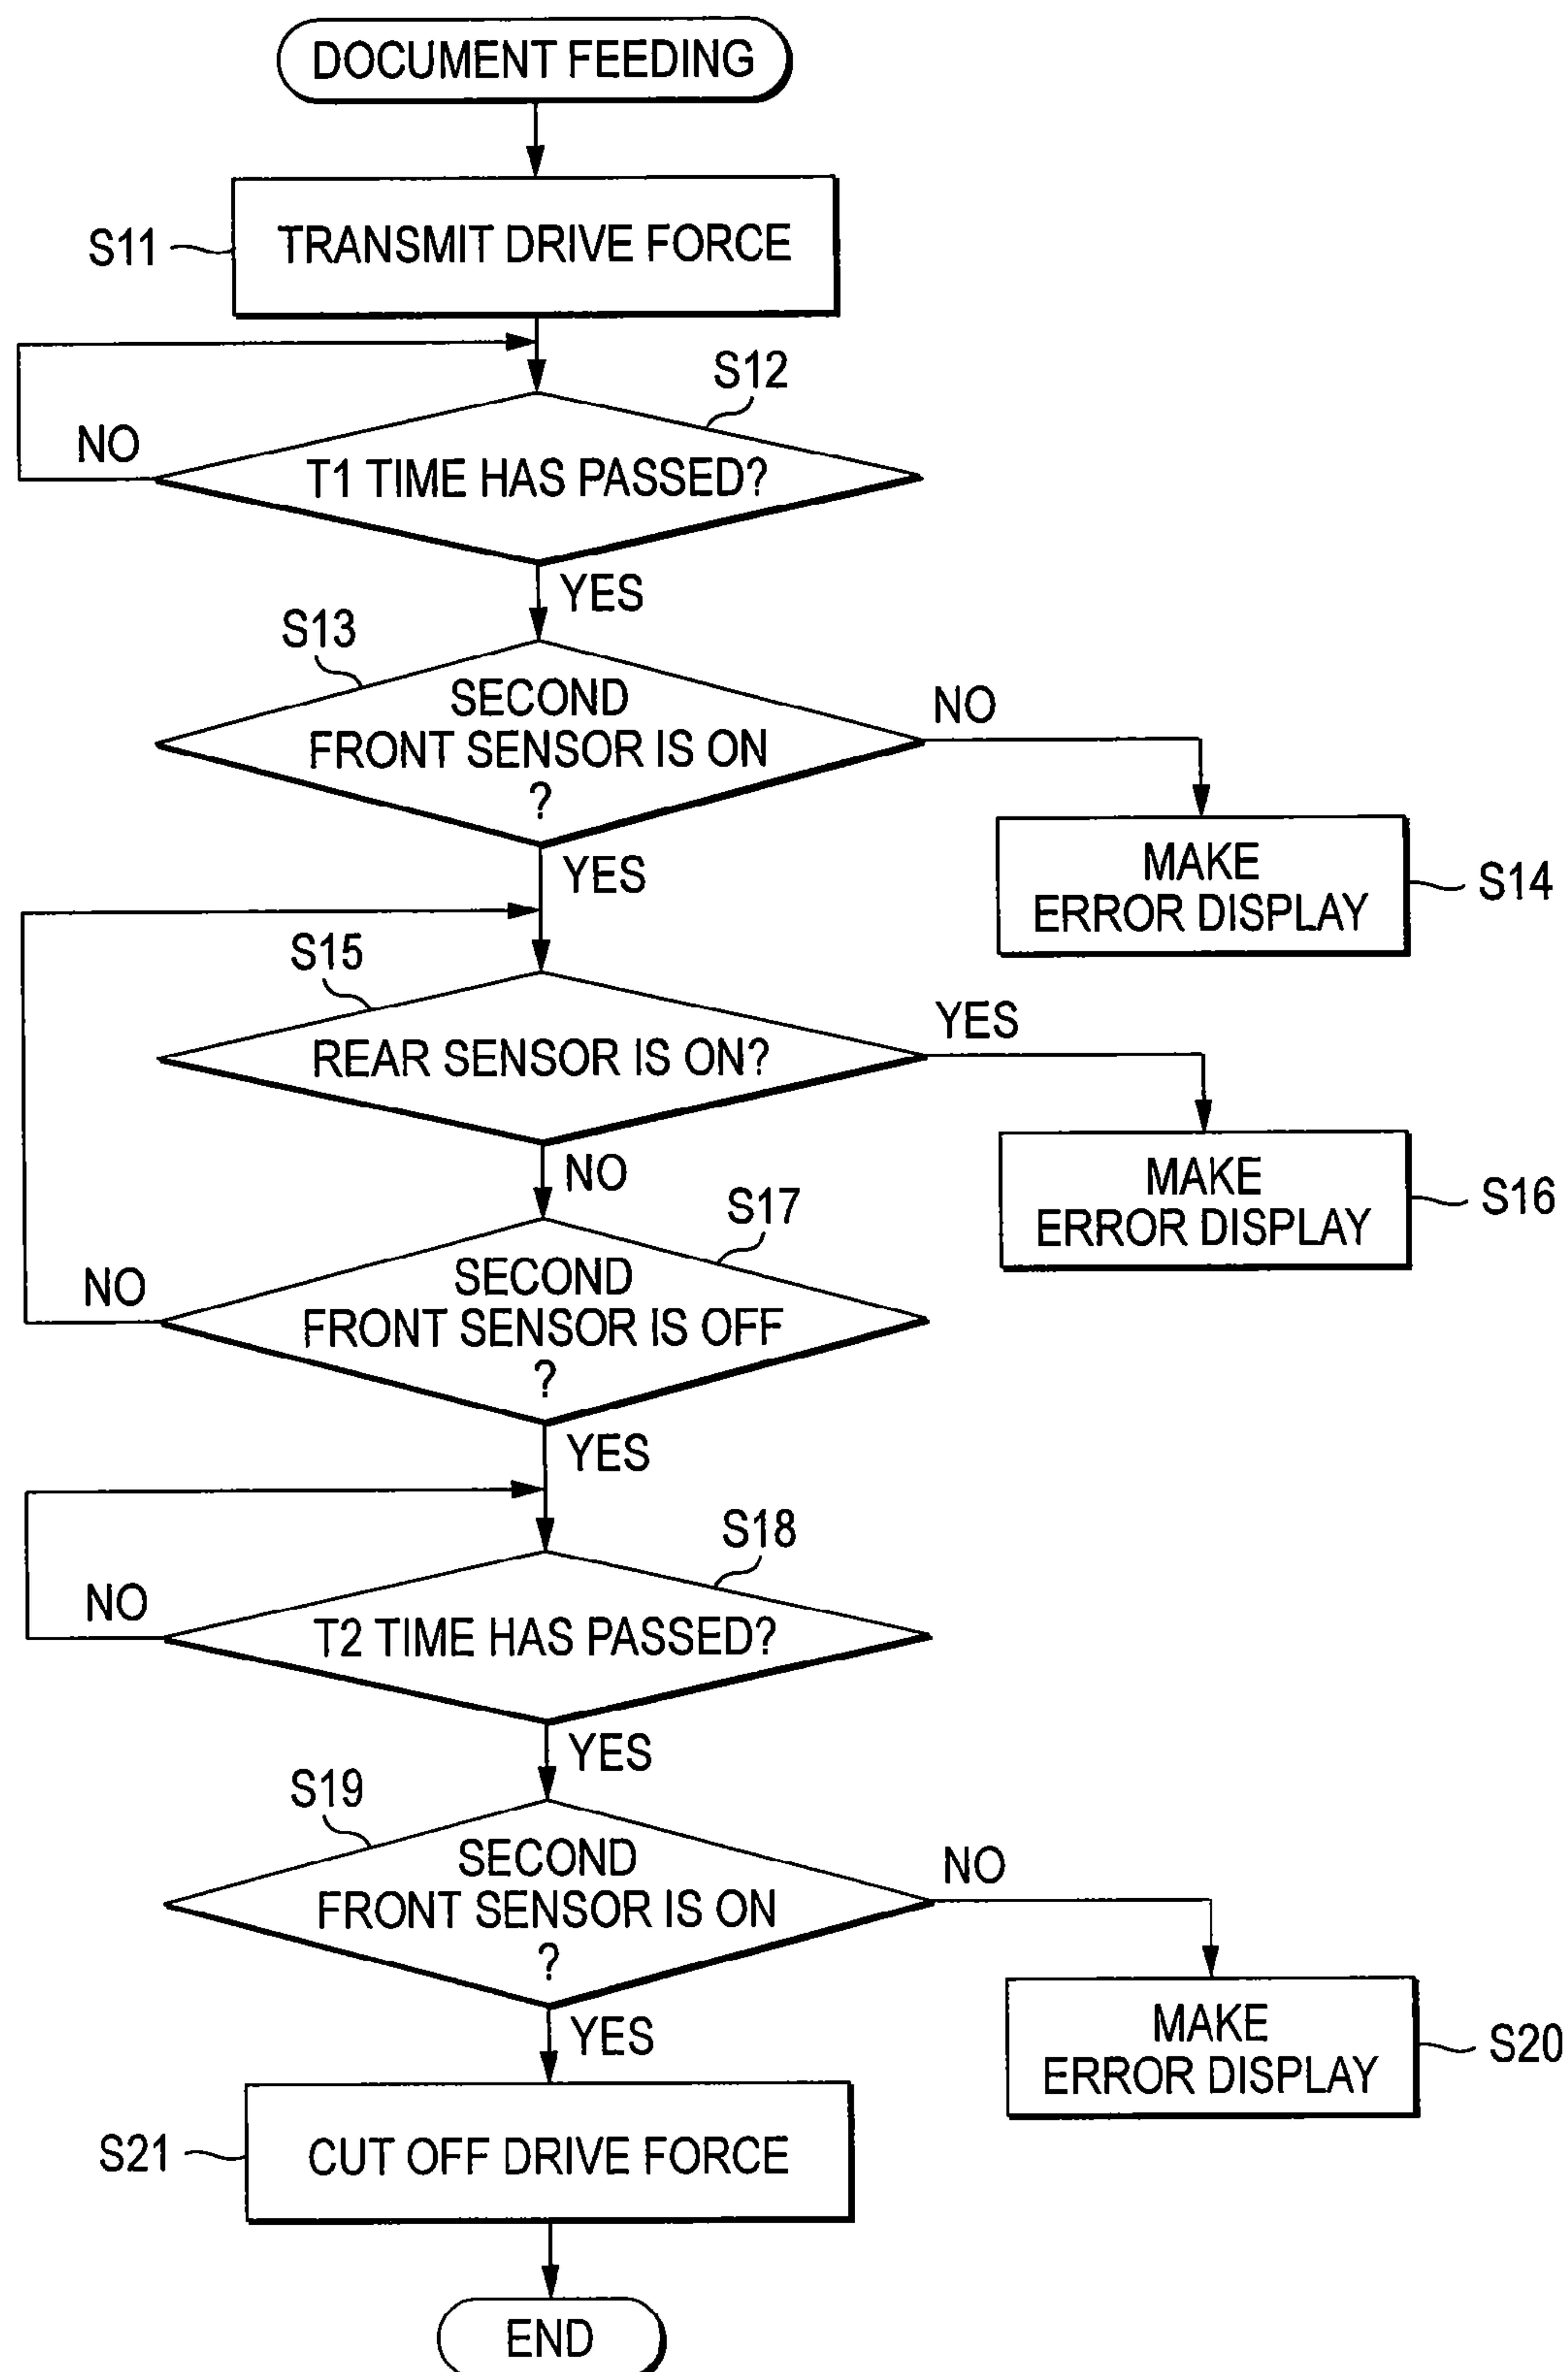 DOCUMENT FEEDING
S11
TRANSMIT DRIVE FORCE
S12
NO
T1 TIME HAS PASSED?
YES
S13
SECOND
FRONT SENSOR IS ON
?
NO
YES
MAKE
ERROR DISPLAY
S14
S15
REAR SENSOR IS ON?
YES
NO
MAKE
ERROR DISPLAY
S16
S17
SECOND
FRONT SENSOR IS OFF
?
NO
YES
S18
NO
T2 TIME HAS PASSED?
YES
S19
SECOND
FRONT SENSOR IS ON
?
NO
YES
MAKE
ERROR DISPLAY
S20
S21
CUT OFF DRIVE FORCE
END